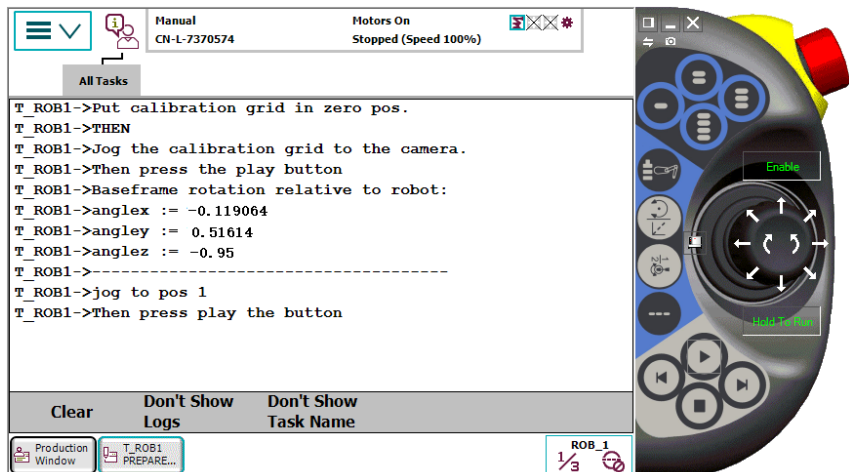 Manual
CN-L-7370574
Motors On
Stopped (Speed 100%)
All Tasks
T_ROB1->Put calibration grid in zero pos.
T_ROB1->THEN
T_ROB1->Jog the calibration grid to the camera.
T_ROB1->Then press the play button
T_ROB1->Baseframe rotation relative to robot:
T_ROB1->anglex := -0.119064
T_ROB1->angley := 0.51614
T_ROB1->anglez := -0.95
T_ROB1->-------------------------------------
T_ROB1->jog to pos 1
T_ROB1->Then press play the button
Clear
Don't Show Logs
Don't Show Task Name
Production Window
T_ROB1 PREPARE...
ROB_1
1/3
Enable
Hold To Run